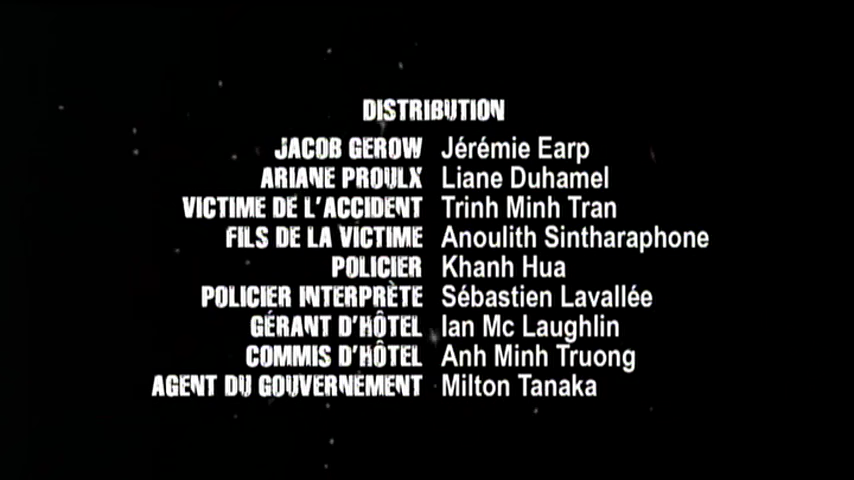 DISTRIBUTION
JACOB GEROW Jérémie Earp
ARIANE PROULX Liane Duhamel
VICTIME DE L'ACCIDENT Trinh Minh Tran
FILS DE LA VICTIME Anoulith Sintharaphone
POLICIER Khanh Hua
POLICIER INTERPRÈTE Sébastien Lavallée
GÉRANT D'HÔTEL Ian Mc Laughlin
COMMIS D'HÔTEL Anh Minh Truong
AGENT DU GOUVERNEMENT Milton Tanaka